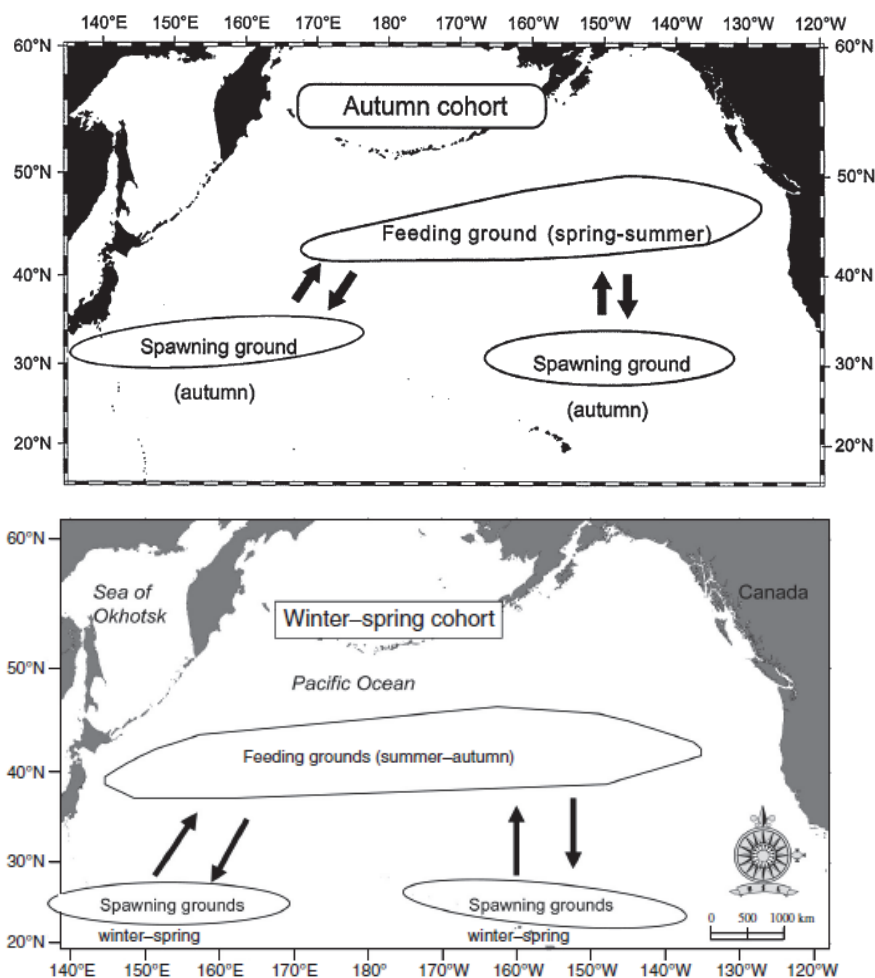 140°E 150°E 160°E 170°E 180° -170°W -160°W -150°W -140°W -130°W 120°W
60°N 60°N
Autumn cohort
50°N 50°N
Feeding ground (spring-summer)
40°N 40°N
Spawning ground
30°N Spawning ground 30°N
(autumn)
(autumn)
20°N 20°N
60°N
Sea of
Okhotsk
Canada
Winter–spring cohort
50°N
Pacific Ocean
Feeding grounds (summer–autumn)
40°N
30°N
Spawning grounds Spawning grounds
0 500 1000 km
winter–spring winter–spring
20°N
140°E 150°E 160°E 170°E 180° -170°W -160°W -150°W -140°W -130°W -120°W